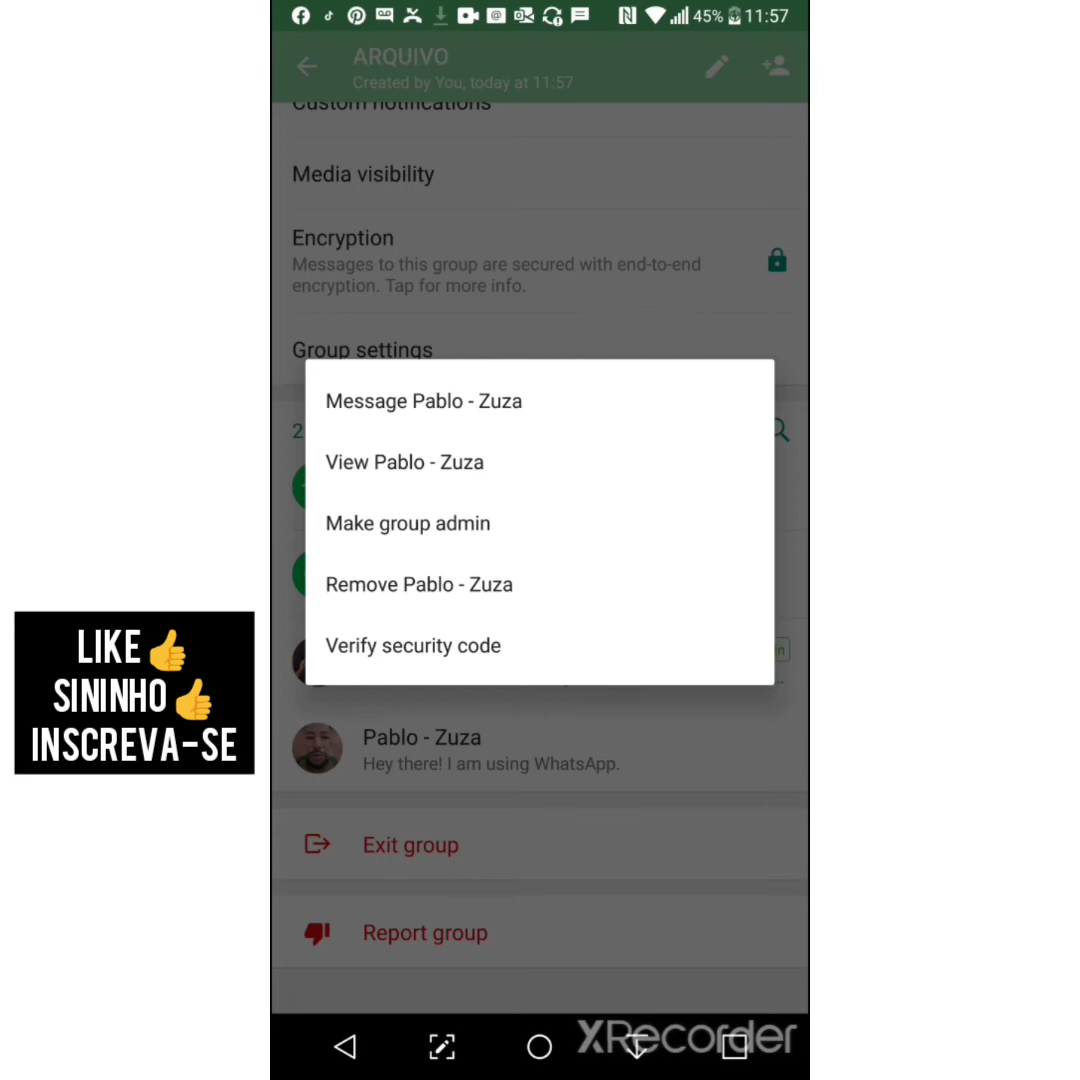 45% 11:57
ARQUIVO
Created by You, today at 11:57
Custom notifications
Media visibility
Encryption
Messages to this group are secured with end-to-end
encryption. Tap for more info.
Group settings
2
Message Pablo - Zuza
View Pablo - Zuza
Make group admin
Remove Pablo - Zuza
Verify security code
Pablo - Zuza
Hey there! I am using WhatsApp.
Exit group
Report group
LIKE👍
SININHO👍
INSCREVA-SE
XRecorder